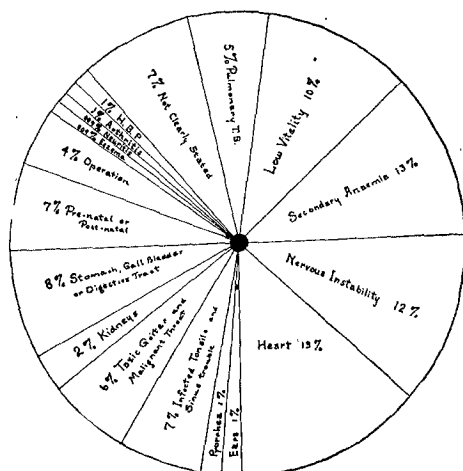 5% Pulmonary T.B.
Low Vitality 10%
Secondary Anaemia 13%
Nervous Instability 12%
Heart 13%
Ears 1%
Pyorrhea 1%
7% Infected Tonsils and
Sinus trouble
6% Toxic Goiter and
Malignant Throat
2% Kidneys
8% Stomach, Gall Bladder
or Digestive Tract
7% Pre-natal or
Post-natal
4% Operation
Eczema
Neuritis
1% Arthritis
1% H.B.P.
7% Not Clearly Stated